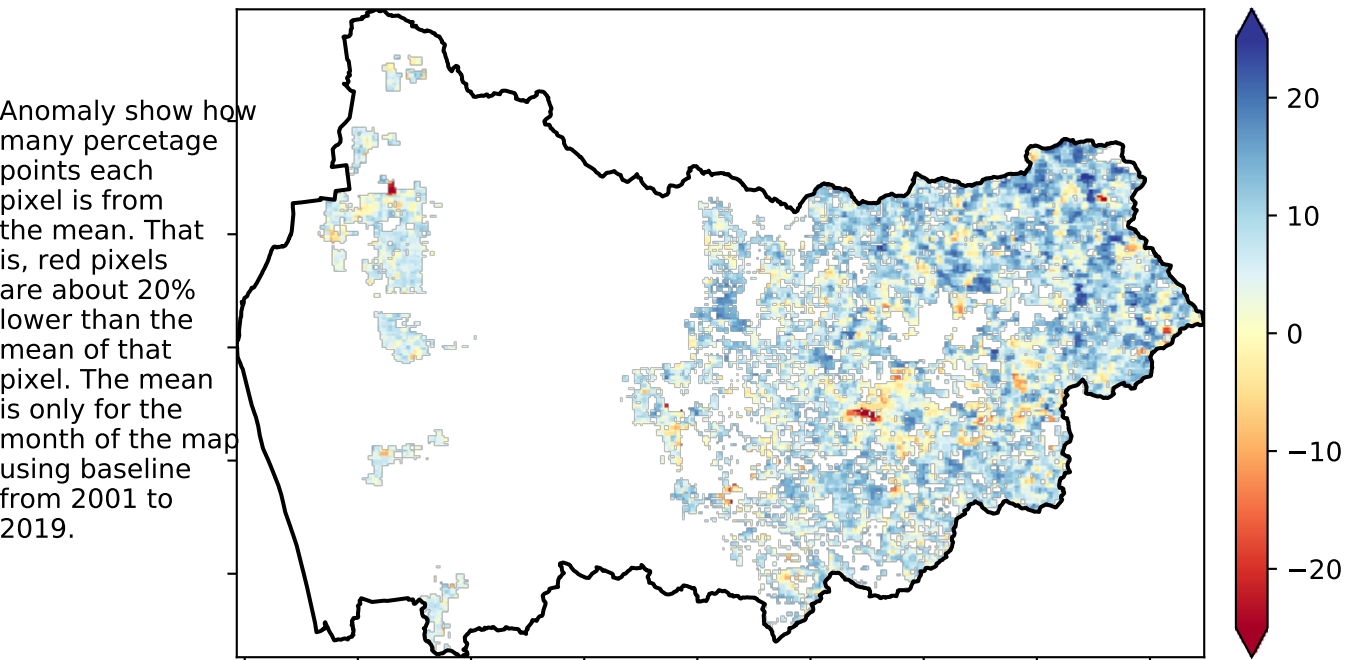 Anomaly show how
many percetage
points each
pixel is from
the mean. That
is, red pixels
are about 20%
lower than the
mean of that
pixel. The mean
is only for the
month of the map
using baseline
from 2001 to
2019.
20
10
0
−10
−20